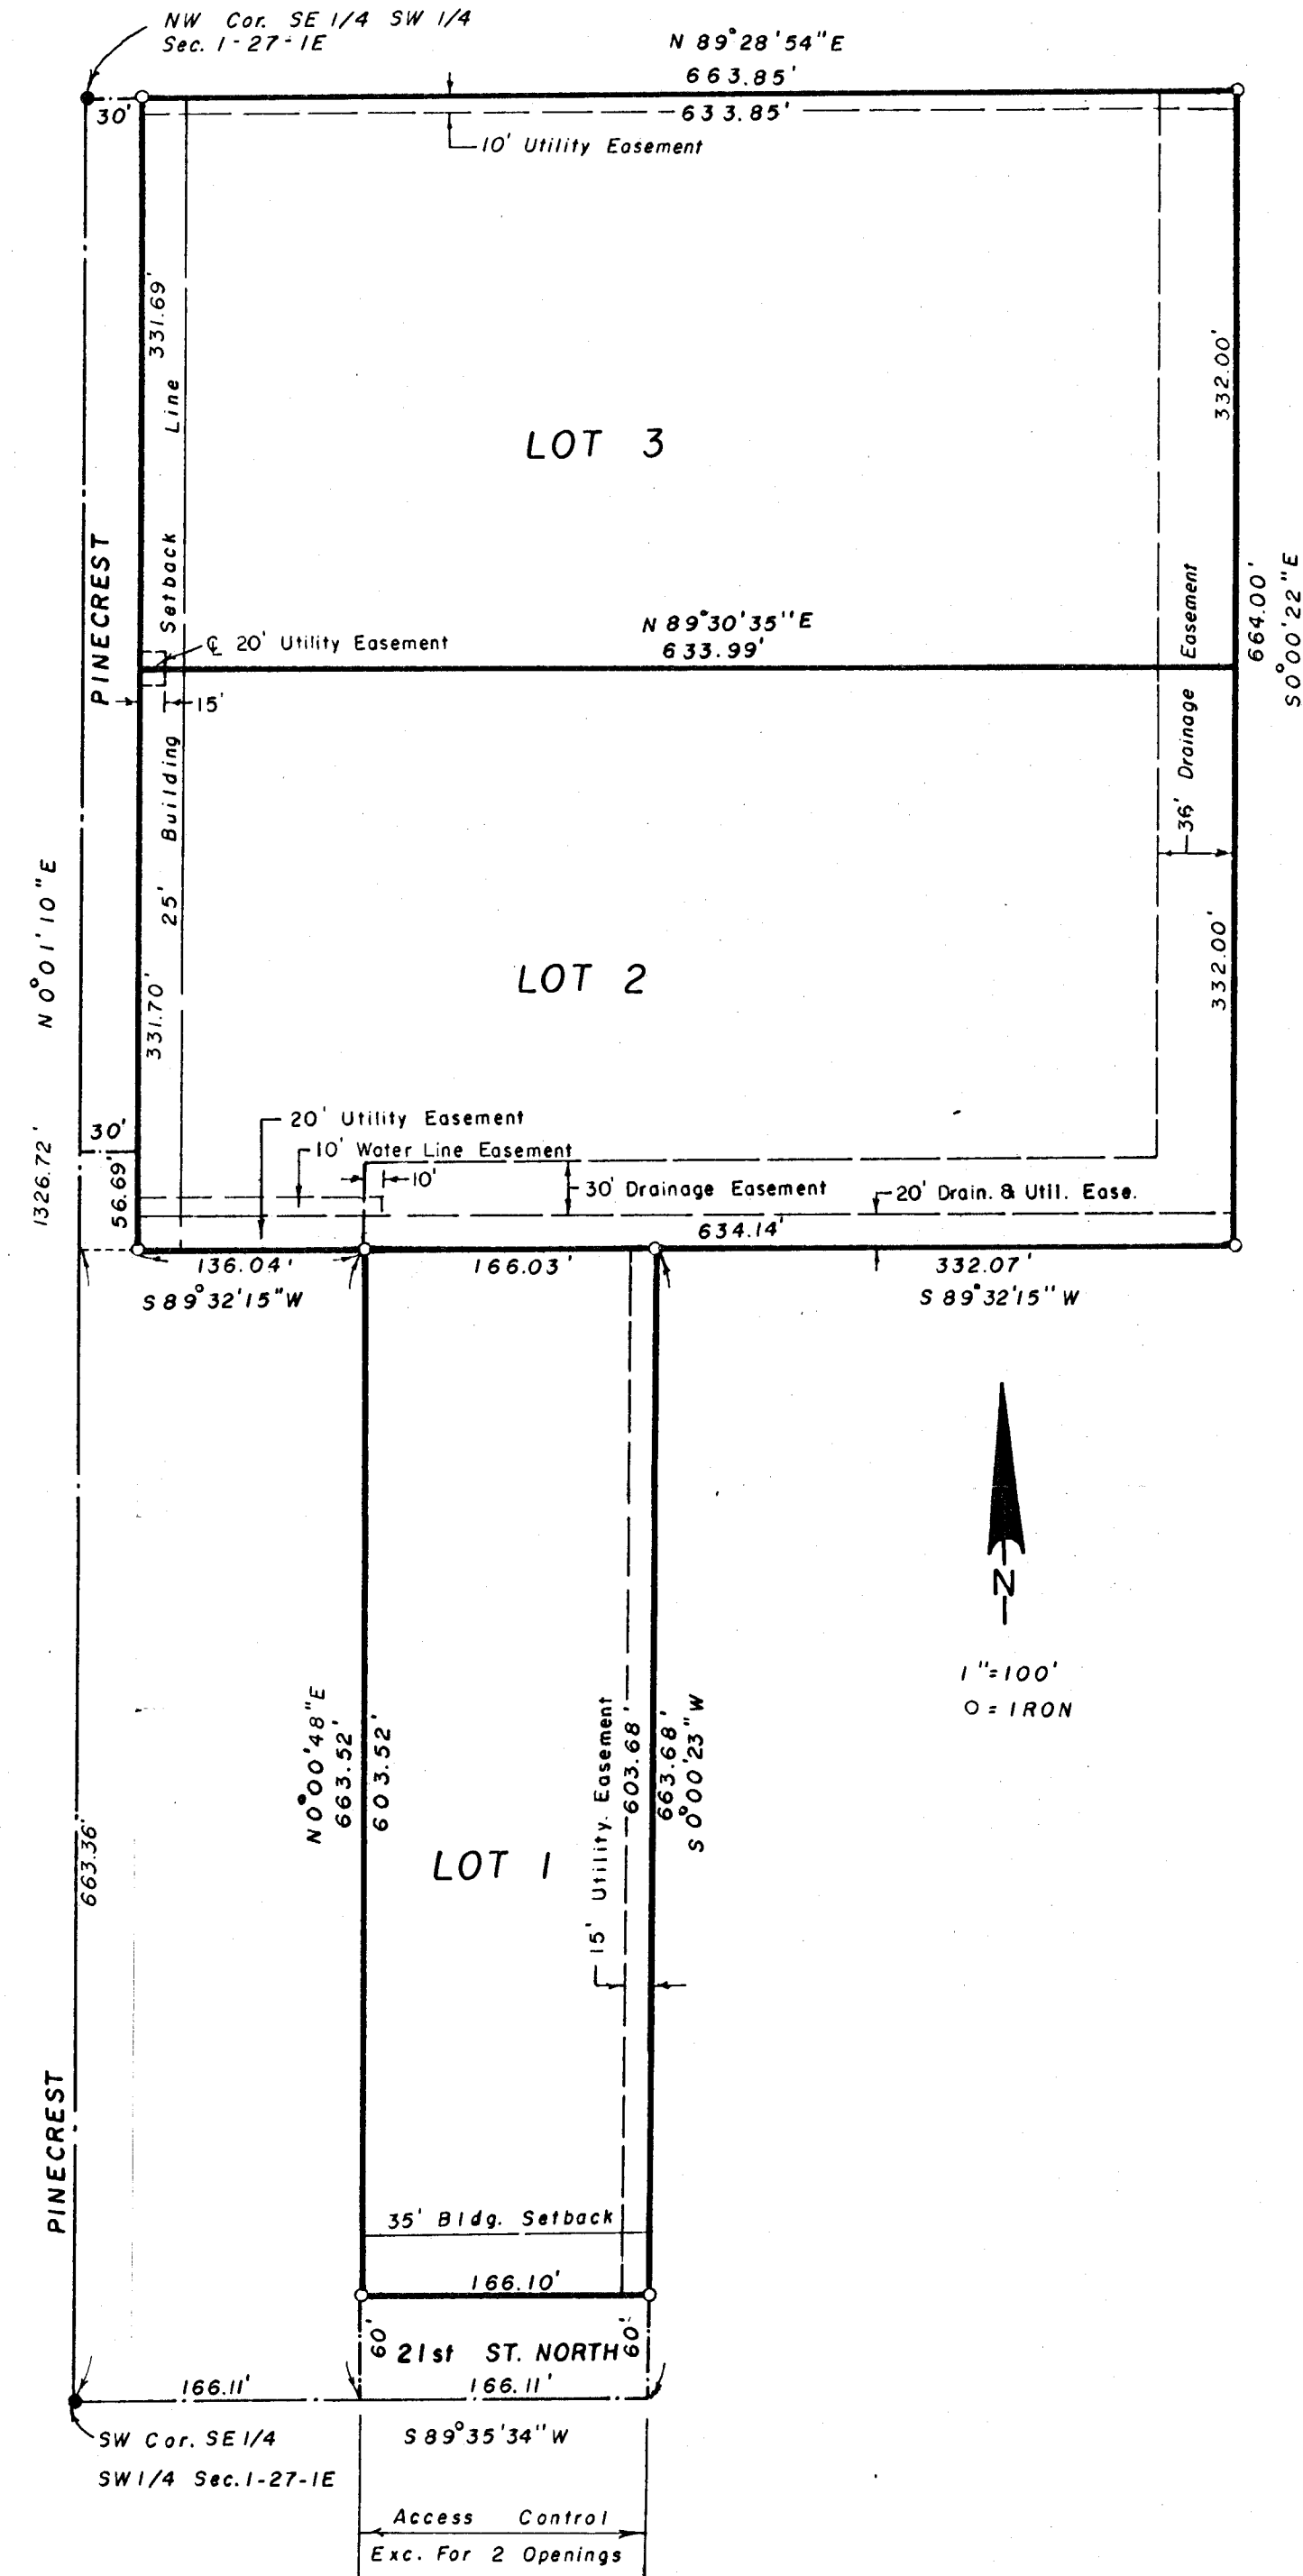 NW Cor. SE 1/4 SW 1/4
Sec. 1-27-1E
N 89°28'54"E
663.85'
30'
633.85'
10' Utility Easement
331.69'
332.00'
25' Building Setback Line
LOT 3
PINECREST
36' Drainage Easement
664.00'
S0°00'22"E
N 89°30'35"E
633.99'
℄ 20' Utility Easement
15'
N 0°01'10"E
1326.72'
331.70'
332.00'
LOT 2
20' Utility Easement
30'
10' Water Line Easement
10'
56.69'
30' Drainage Easement
20' Drain. & Util. Ease.
634.14'
136.04'
166.03'
332.07'
S 89°32'15"W
S 89°32'15"W
N
1"=100'
O = IRON
N0°00'48"E
663.52'
603.52'
15' Utility Easement
603.68'
663.68'
S 0°00'23"W
663.36'
LOT 1
PINECREST
35' Bldg. Setback
166.10'
60'
21st ST. NORTH
60'
166.11'
166.11'
SW Cor. SE 1/4
SW 1/4 Sec. 1-27-1E
S 89°35'34"W
Access Control
Exc. For 2 Openings